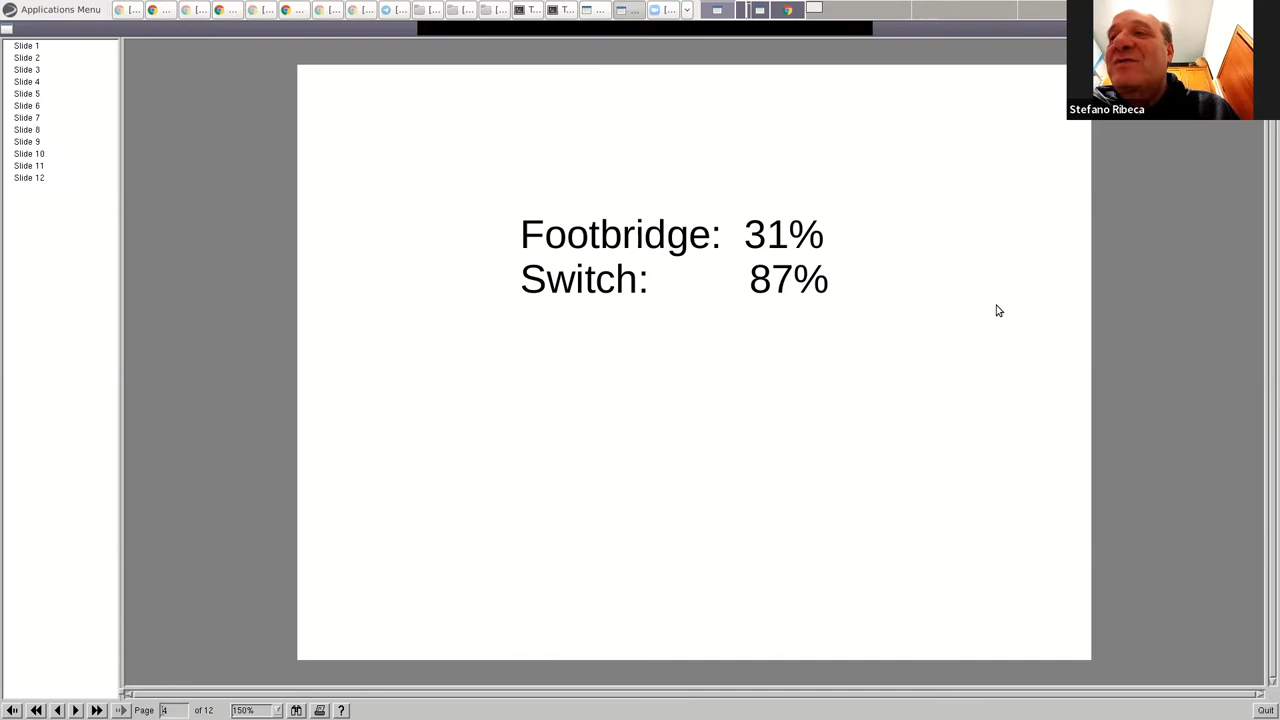 Applications Menu
[...
...
[...
...
[...
...
[...
[...
[...
[...
[...
[...
T...
T...
...
...
[...
Stefano Ribeca
Slide 1
Slide 2
Slide 3
Slide 4
Slide 5
Slide 6
Slide 7
Slide 8
Slide 9
Slide 10
Slide 11
Slide 12
Footbridge: 31%
Switch: 87%
Page 4 of 12 150% ? Quit